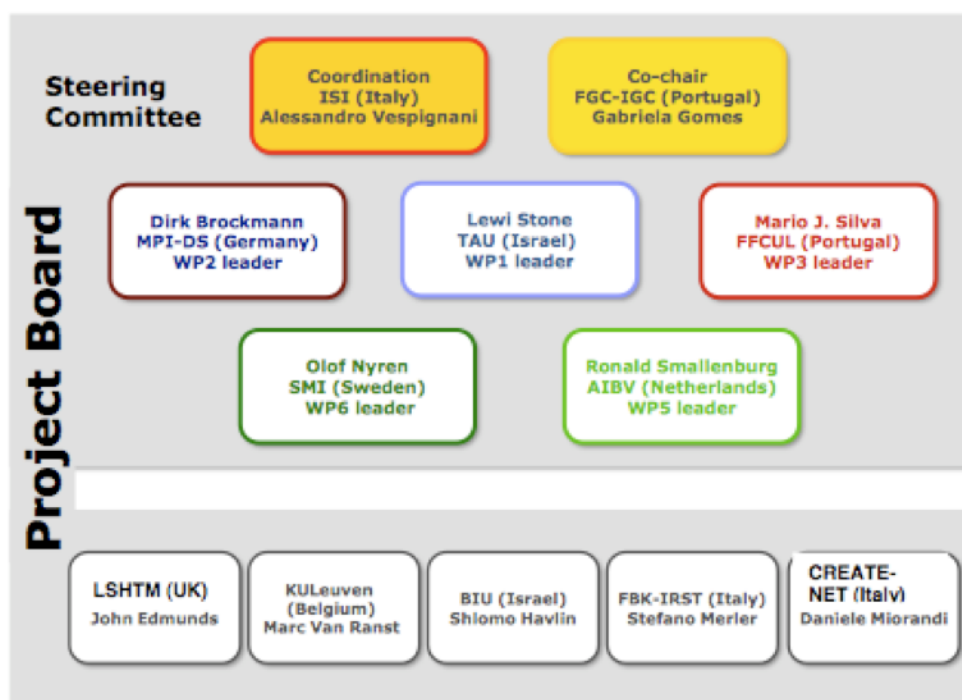 Steering
Committee
Coordination
ISI (Italy)
Alessandro Vespignani
Co-chair
FGC-IGC (Portugal)
Gabriela Gomes
Project Board
Dirk Brockmann
MPI-DS (Germany)
WP2 leader
Lewi Stone
TAU (Israel)
WP1 leader
Mario J. Silva
FFCUL (Portugal)
WP3 leader
Olof Nyren
SMI (Sweden)
WP6 leader
Ronald Smallenburg
AIBV (Netherlands)
WP5 leader
LSHTM (UK)
John Edmunds
KULeuven
(Belgium)
Marc Van Ranst
BIU (Israel)
Shlomo Havlin
FBK-IRST (Italy)
Stefano Merler
CREATE-
NET (Italy)
Daniele Miorandi